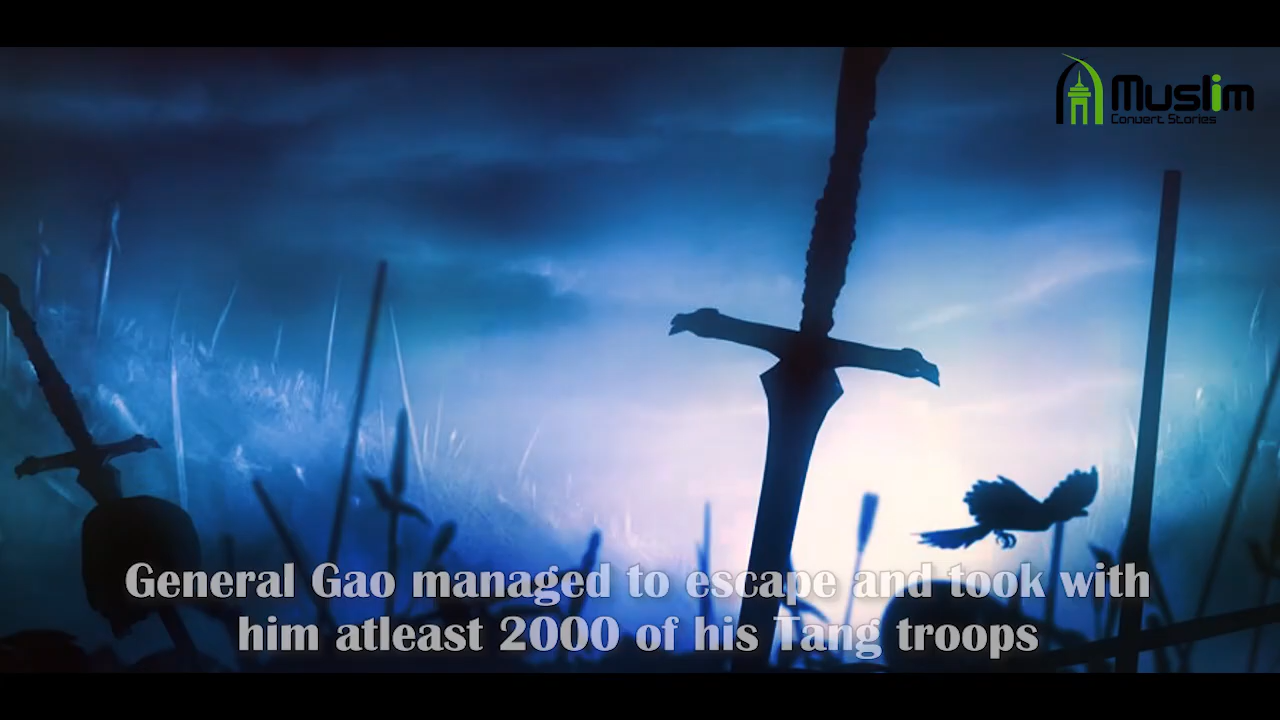 Muslim
Convert Stories
General Gao managed to escape and took with
him atleast 2000 of his Tang troops